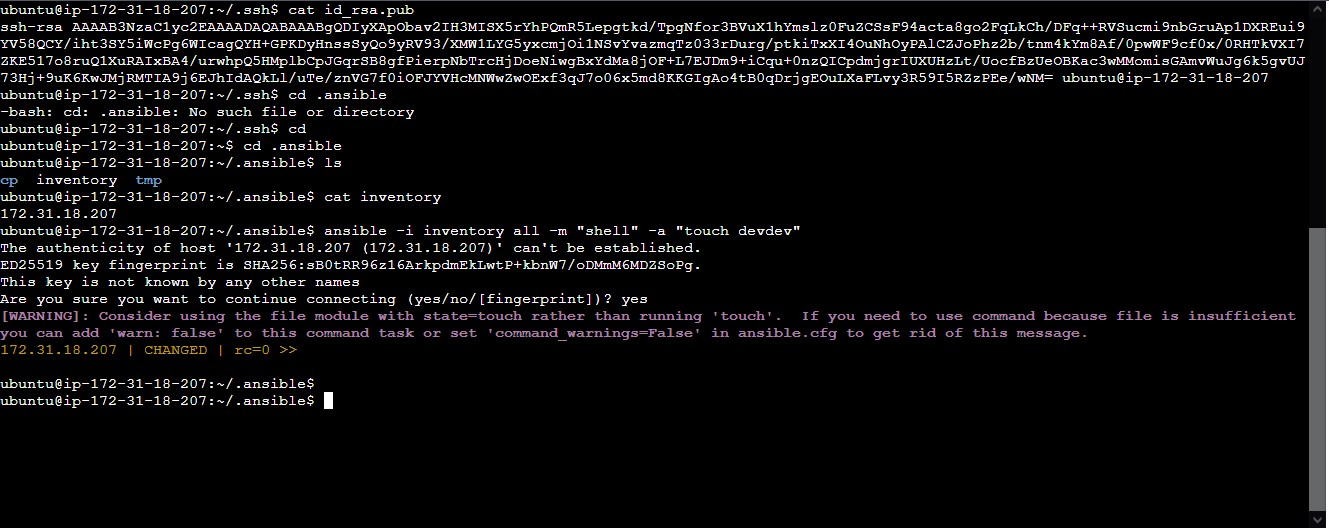 ubuntu@ip-172-31-18-207:~/.ssh$ cat id_rsa.pub
ssh-rsa AAAAB3NzaC1yc2EAAAADAQABAAABgQDIyXApObav2IH3MISX5rYhPQmR5Lepgtkd/TpgNfor3BVuX1hYmslz0FuZCSsF94acta8go2FqLkCh/DFq++RVSucmi9nbGruAp1DXREui9
YV58QCY/iht3SY5iWcPg6WIcagQYH+GPKDyHnssSyQo9yRV93/XMW1LYG5yxcmjOi1NSvYvazmqTz033rDurg/ptkiTxXI4OuNhOyPAlCZJoPhz2b/tnm4kYm8Af/0pwWF9cf0x/0RHTkVXI7
ZKE517o8ruQ1XuRAIxBA4/urwhpQ5HMplbCpJGqrSB8gfPierpNbTrcHjDoeNiwgBxYdMa8jOF+L7EJDm9+iCqu+0nzQICpdmjgrIUXUHzLt/UocfBzUeOBKac3wMMomisGAmvWuJg6k5gvUJ
73Hj+9uK6KwJMjRMTIA9j6EJhIdAQkLl/uTe/znVG7f0iOFJYVHcMNWwZwOExf3qJ7o06x5md8KKGIgAo4tB0qDrjgEOuLXaFLvy3R59I5RZzPEe/wNM= ubuntu@ip-172-31-18-207
ubuntu@ip-172-31-18-207:~/.ssh$ cd .ansible
-bash: cd: .ansible: No such file or directory
ubuntu@ip-172-31-18-207:~/.ssh$ cd
ubuntu@ip-172-31-18-207:~$ cd .ansible
ubuntu@ip-172-31-18-207:~/.ansible$ ls
cp  inventory  tmp
ubuntu@ip-172-31-18-207:~/.ansible$ cat inventory
172.31.18.207
ubuntu@ip-172-31-18-207:~/.ansible$ ansible -i inventory all -m "shell" -a "touch devdev"
The authenticity of host '172.31.18.207 (172.31.18.207)' can't be established.
ED25519 key fingerprint is SHA256:sB0tRR96z16ArkpdmEkLwtP+kbnW7/oDMmM6MDZSoPg.
This key is not known by any other names
Are you sure you want to continue connecting (yes/no/[fingerprint])? yes
[WARNING]: Consider using the file module with state=touch rather than running 'touch'.  If you need to use command because file is insufficient
you can add 'warn: false' to this command task or set 'command_warnings=False' in ansible.cfg to get rid of this message.
172.31.18.207 | CHANGED | rc=0 >>
ubuntu@ip-172-31-18-207:~/.ansible$
ubuntu@ip-172-31-18-207:~/.ansible$